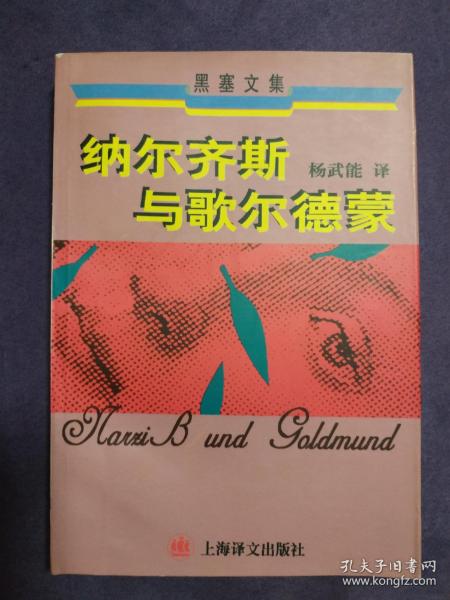 黑塞文集
纳尔齐斯
杨武能 译
与歌尔德蒙
NarziB und Goldmund
上海译文出版社
孔夫子旧书网
www.kongfz.com